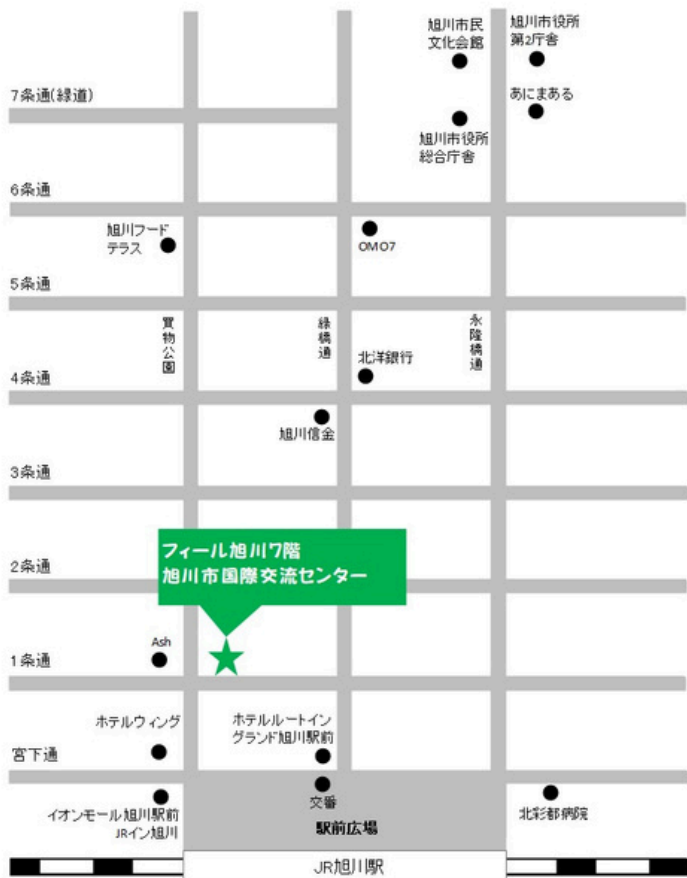 旭川市民
文化会館
旭川市役所
第2庁舎
7条通(緑道)
あにまある
旭川市役所
総合庁舎
6条通
旭川フード
テラス
OMO7
5条通
買物公園
緑橋通
永隆橋通
北洋銀行
4条通
旭川信金
3条通
フィール旭川7階
旭川市国際交流センター
2条通
Ash
1条通
ホテルウィング
ホテルルートイン
グランド旭川駅前
宮下通
イオンモール旭川駅前
JRイン旭川
交番
北彩都病院
駅前広場
JR旭川駅